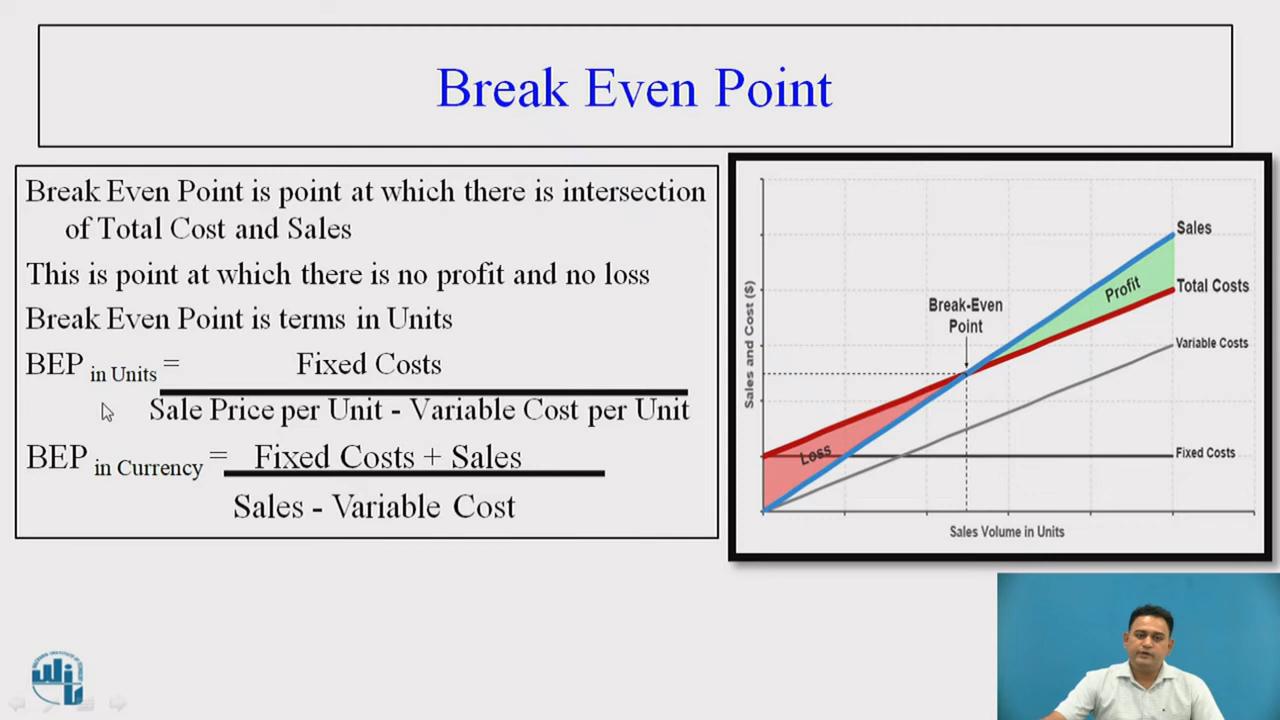 Break Even Point
Break Even Point is point at which there is intersection
of Total Cost and Sales
This is point at which there is no profit and no loss
Break Even Point is terms in Units
BEP in Units = Fixed Costs
Sale Price per Unit - Variable Cost per Unit
BEP in Currency = Fixed Costs + Sales
Sales - Variable Cost
Sales and Cost ($)
Sales
Profit
Total Costs
Break-Even
Point
Variable Costs
Loss
Fixed Costs
Sales Volume in Units